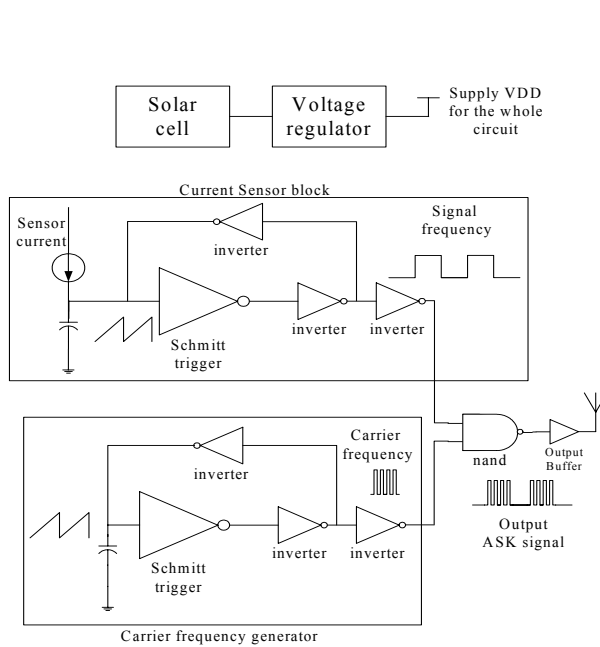 Solar
cell
Voltage
regulator
Supply VDD
for the whole
circuit
Current Sensor block
Sensor
current
inverter
Signal
frequency
Schmitt
trigger
inverter
inverter
Carrier
frequency
inverter
nand
Output
Buffer
Schmitt
trigger
inverter
inverter
Output
ASK signal
Carrier frequency generator